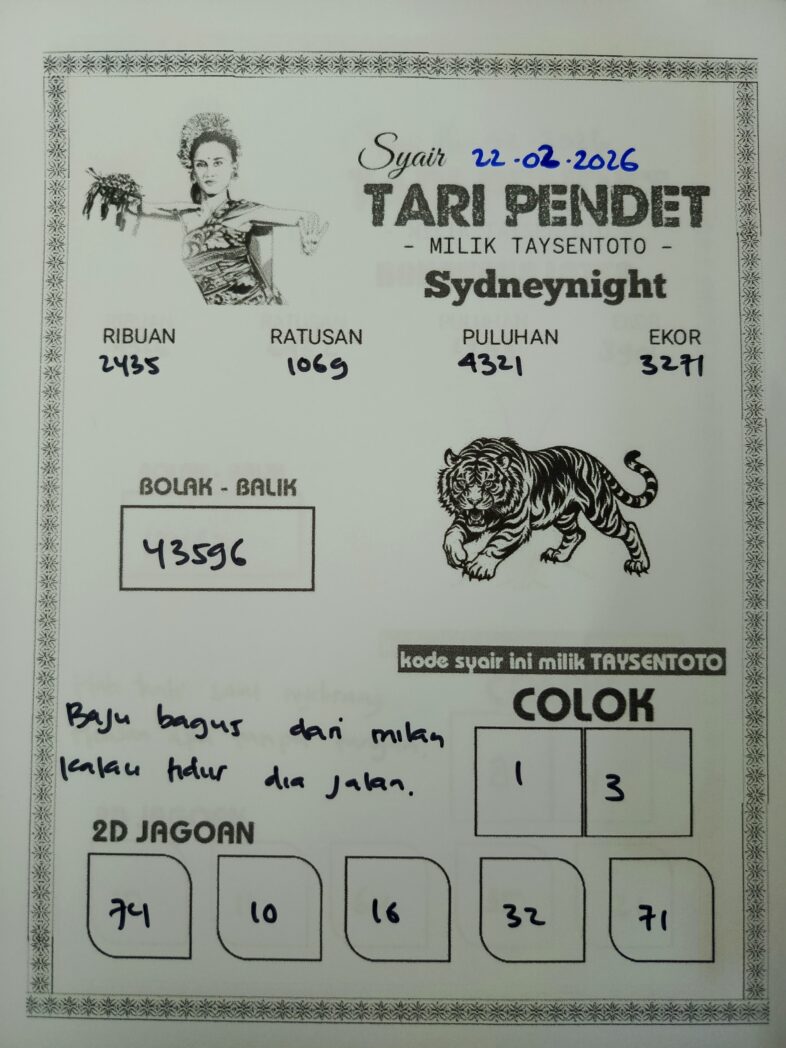 Syair 22.02.2026
TARI PENDET
- MILIK TAYSENTOTO -
Sydneynight
RIBUAN RATUSAN PULUHAN EKOR
2435 1069 4321 3271
BOLAK - BALIK
43596
kode syair ini milik TAYSENTOTO
COLOK
1 3
Baju bagus dari milan
kalau tidur dia jalan.
2D JAGOAN
74 10 16 32 71